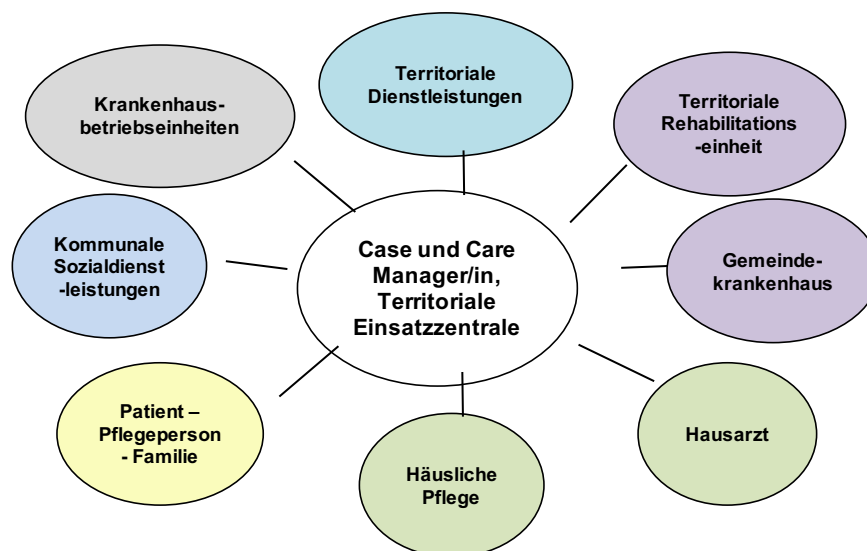 Territoriale
Dienstleistungen
Krankenhaus-
betriebseinheiten
Territoriale
Rehabilitations
-einheit
Kommunale
Sozialdienst
-leistungen
Case und Care
Manager/in,
Territoriale
Einsatzzentrale
Gemeinde-
krankenhaus
Patient –
Pflegeperson
- Familie
Häusliche
Pflege
Hausarzt